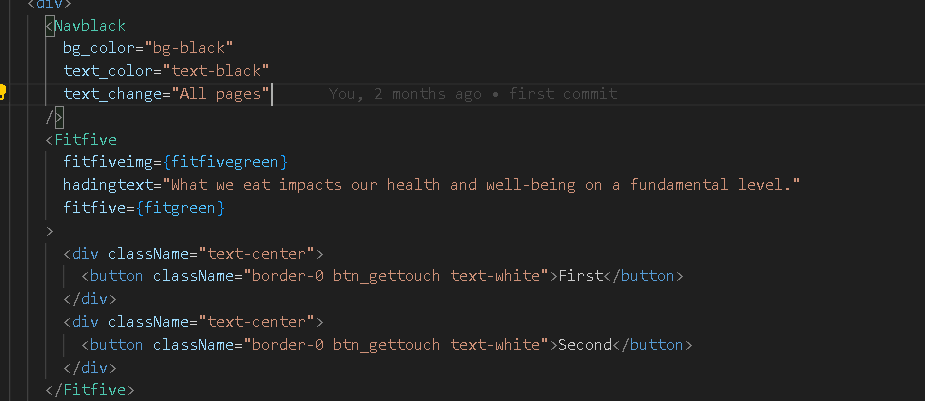 <div>
<Navblack
bg_color="bg-black"
text_color="text-black"
text_change="All pages" You, 2 months ago • first commit
/>
<Fitfive
fitfiveimg={fitfivegreen}
hadingtext="What we eat impacts our health and well-being on a fundamental level."
fitfive={fitgreen}
>
<div className="text-center">
<button className="border-0 btn_gettouch text-white">First</button>
</div>
<div className="text-center">
<button className="border-0 btn_gettouch text-white">Second</button>
</div>
</Fitfive>